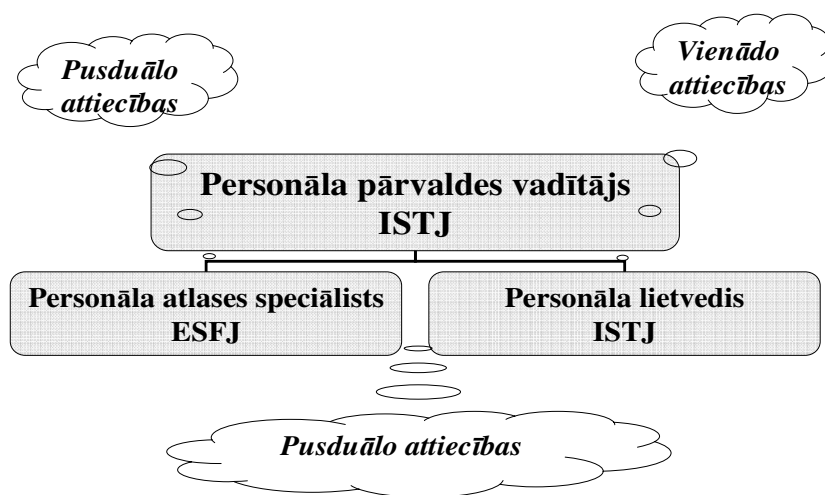 Pusduālo
attiecības
Vienādo
attiecības
Personāla pārvaldes vadītājs
ISTJ
Personāla atlases speciālists
ESFJ
Personāla lietvedis
ISTJ
Pusduālo attiecības